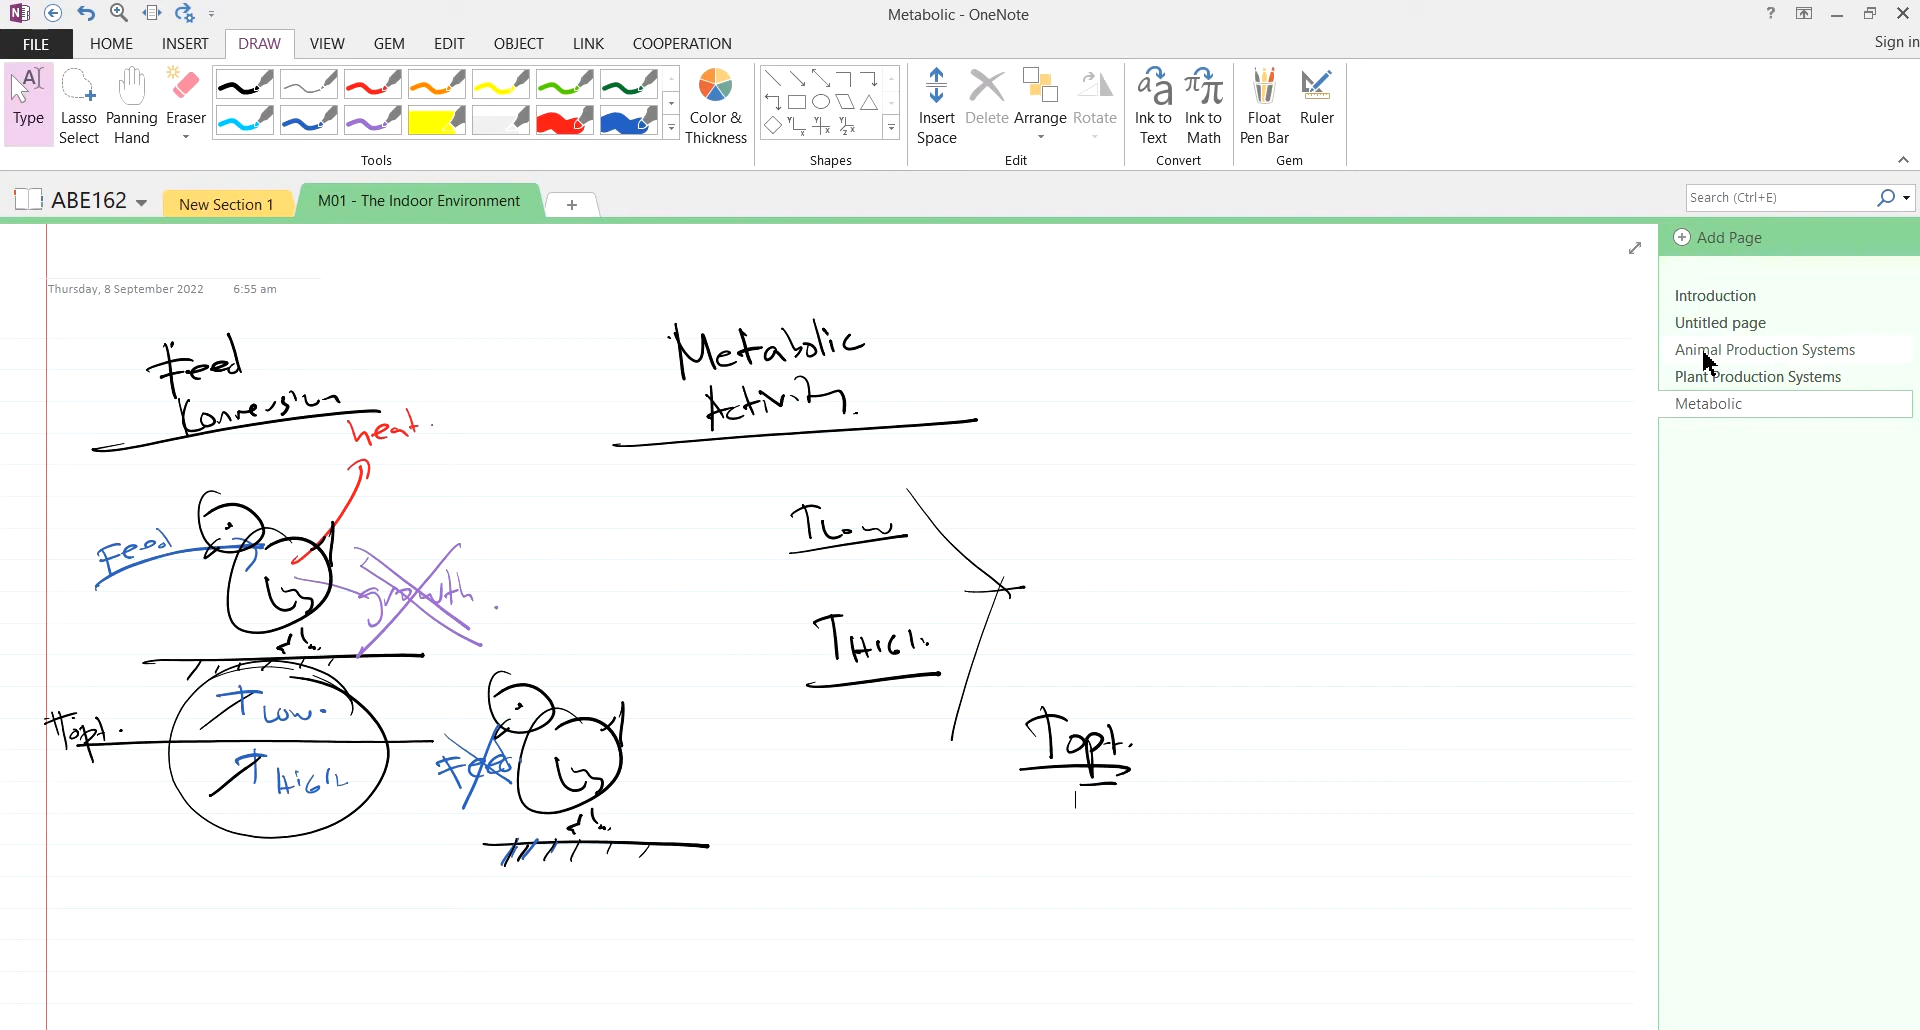 Metabolic - OneNote
?
FILE HOME INSERT DRAW VIEW GEM EDIT OBJECT LINK COOPERATION
Sign in
Type
Lasso Select
Panning Hand
Eraser
Color & Thickness
Insert Space
Delete
Arrange
Rotate
Ink to Text
Ink to Math
Float Pen Bar
Ruler
Tools
Shapes
Edit
Convert
Gem
ABE162
New Section 1
M01 - The Indoor Environment
Search (Ctrl+E)
Add Page
Introduction
Untitled page
Animal Production Systems
Plant Production Systems
Metabolic
Thursday, 8 September 2022 6:55 am
Feed
Conversion
heat.
Metabolic
Activity.
Feed
growth.
TLow
THIGH.
Topt.
TLow.
THIGH
Feed
Topt.